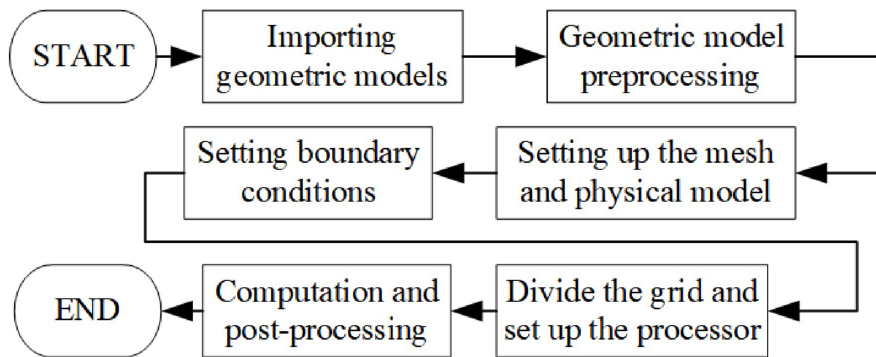 START
Importing
geometric models
Geometric model
preprocessing
Setting up the mesh
and physical model
Setting boundary
conditions
Divide the grid and
set up the processor
Computation and
post-processing
END